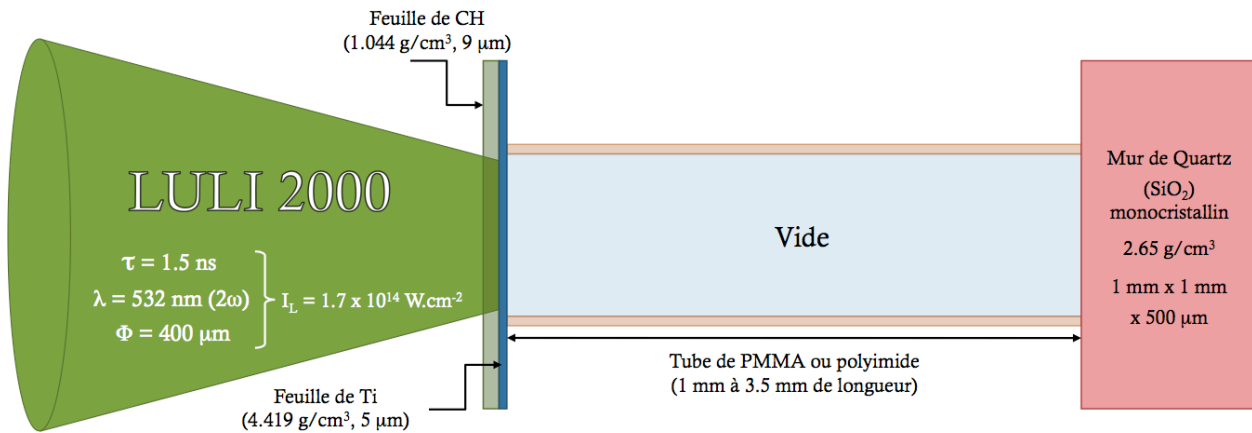 Feuille de CH
(1.044 g/cm³, 9 μm)
LULI 2000
τ = 1.5 ns
λ = 532 nm (2ω)
Φ = 400 μm
I_L = 1.7 x 10¹⁴ W.cm⁻²
Vide
Mur de Quartz
(SiO₂)
monocristallin
2.65 g/cm³
1 mm x 1 mm
x 500 μm
Tube de PMMA ou polyimide
(1 mm à 3.5 mm de longueur)
Feuille de Ti
(4.419 g/cm³, 5 μm)